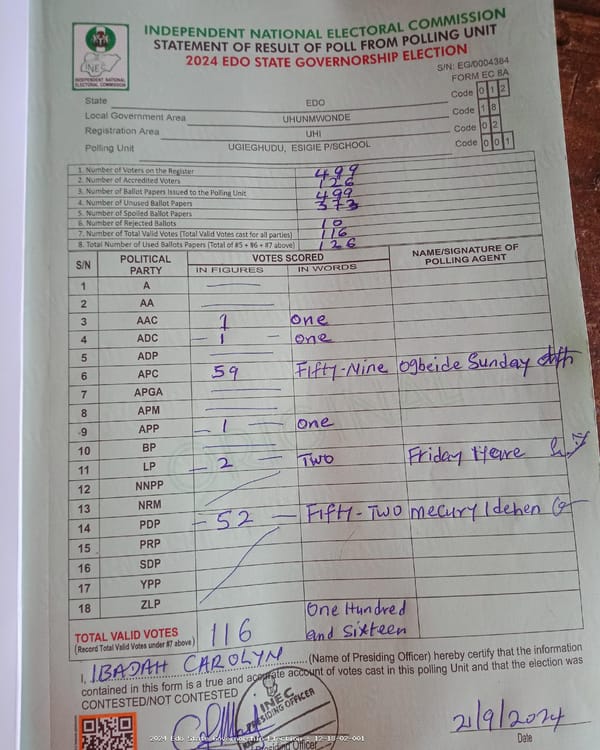 INDEPENDENT NATIONAL ELECTORAL COMMISSION
STATEMENT OF RESULT OF POLL FROM POLLING UNIT
2024 EDO STATE GOVERNORSHIP ELECTION
INEC
INDEPENDENT NATIONAL ELECTORAL COMMISSION
S/N: EG/0004384
FORM EC 8A
State EDO Code 0 1 2
Local Government Area UHUNMWONDE Code 1 8
Registration Area UHI Code 0 2
Polling Unit UGIEGHUDU, ESIGIE P/SCHOOL Code 0 0 1
1. Number of Voters on the Register 499
2. Number of Accredited Voters 126
3. Number of Ballot Papers Issued to the Polling Unit 499
4. Number of Unused Ballot Papers 373
5. Number of Spoiled Ballot Papers
6. Number of Rejected Ballots 10
7. Number of Total Valid Votes (Total Valid Votes cast for all parties) 116
8. Total Number of Used Ballots Papers (Total of #5 + #6 + #7 above) 126
S/N POLITICAL PARTY VOTES SCORED NAME/SIGNATURE OF POLLING AGENT
IN FIGURES IN WORDS
1 A —
2 AA —
3 AAC 1 one
4 ADC – 1 – one
5 ADP —
6 APC 59 Fifty-Nine Ogbeide Sunday
7 APGA —
8 APM —
9 APP – 1 – one
10 BP —
11 LP – 2 – Two Friday
12 NNPP
13 NRM
14 PDP – 52 – Fifty-Two mecury Idehen
15 PRP
16 SDP
17 YPP
18 ZLP
TOTAL VALID VOTES 116 One Hundred and Sixteen
(Record Total Valid Votes under #7 above)
I, IBADAH CAROLYN (Name of Presiding Officer) hereby certify that the information
contained in this form is a true and accurate account of votes cast in this polling Unit and that the election was
CONTESTED/NOT CONTESTED
INEC
PRESIDING OFFICER
21/9/2024
Date
Presiding Officer
2024 Edo State Governorship Election - 12-18-02-001